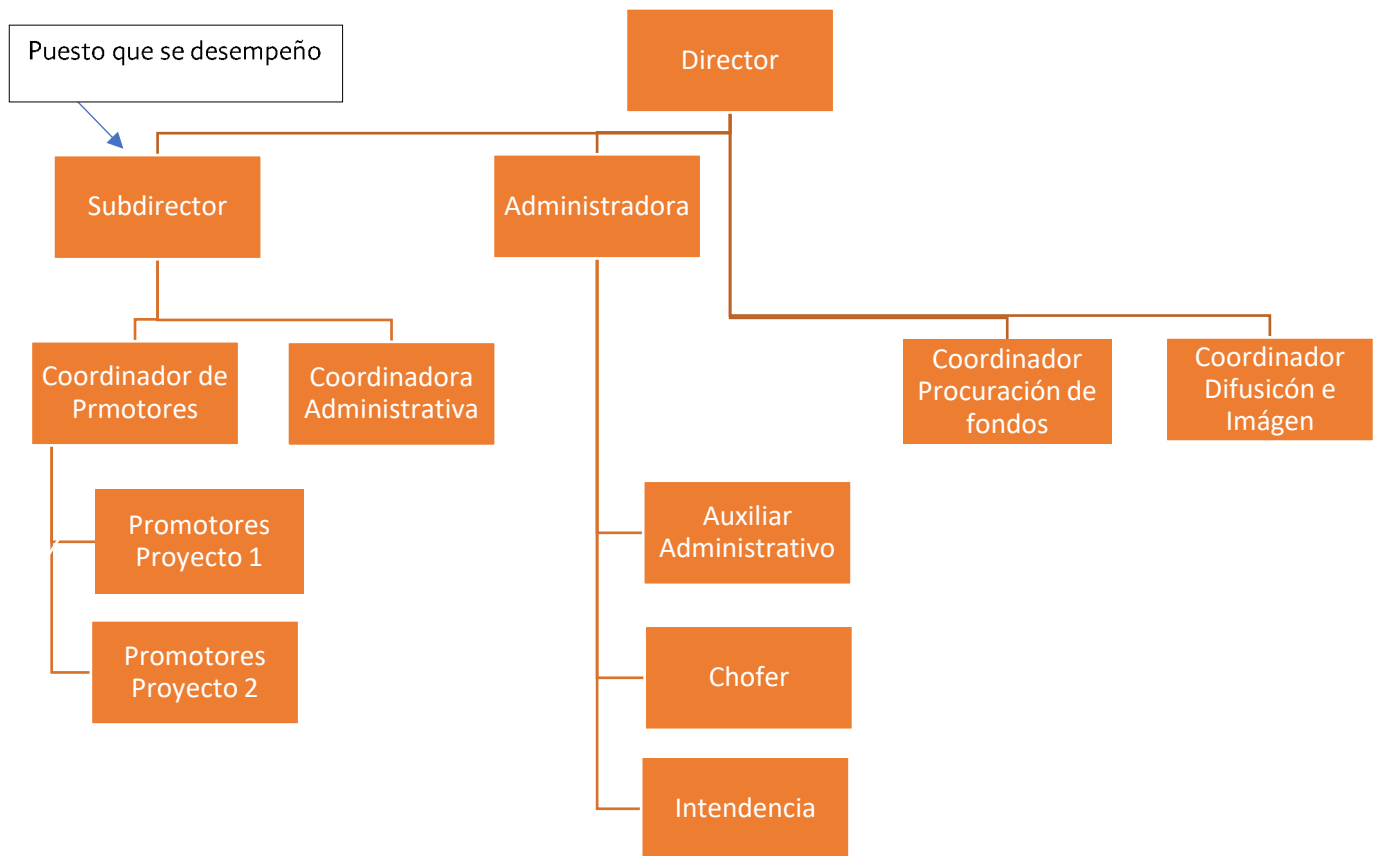 Puesto que se desempeño
Director
Subdirector
Administradora
Coordinador de
Prmotores
Coordinadora
Administrativa
Coordinador
Procuración de
fondos
Coordinador
Difusicón e
Imágen
Promotores
Proyecto 1
Auxiliar
Administrativo
Promotores
Proyecto 2
Chofer
Intendencia